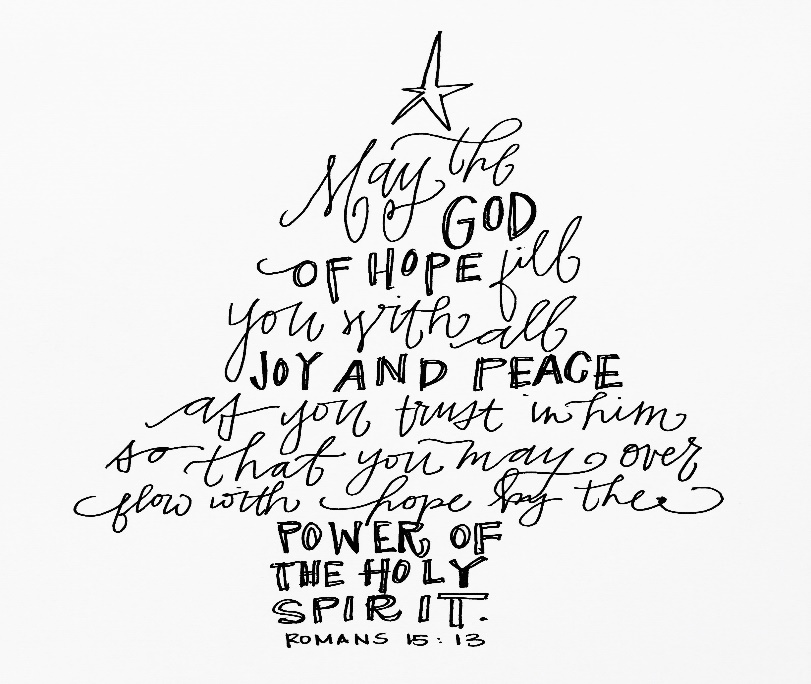 May the
GOD
OF HOPE fill
you with all
JOY AND PEACE
as you trust in him
so that you may over
flow with hope by the
POWER OF
THE HOLY
SPIRIT.
ROMANS 15:13